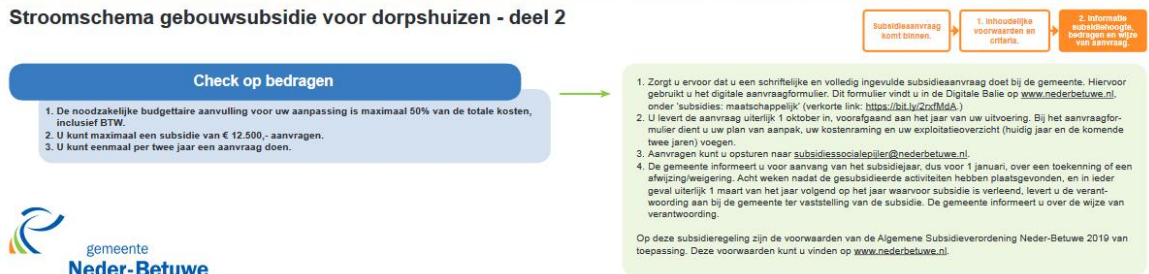 Stroomschema gebouwsubsidie voor dorpshuizen - deel 2
Subsidieaanvraag
komt binnen.
1. Inhoudelijke
voorwaarden en
criteria.
2. Informatie
subsidiehoogte,
bedragen en wijze
van aanvraag.
Check op bedragen
1. De noodzakelijke budgettaire aanvulling voor uw aanpassing is maximaal 50% van de totale kosten,
inclusief BTW.
2. U kunt maximaal een subsidie van € 12.500,- aanvragen.
3. U kunt eenmaal per twee jaar een aanvraag doen.
1. Zorgt u ervoor dat u een schriftelijke en volledig ingevulde subsidieaanvraag doet bij de gemeente. Hiervoor
gebruikt u het digitale aanvraagformulier. Dit formulier vindt u in de Digitale Balie op www.nederbetuwe.nl,
onder 'subsidies: maatschappelijk' (verkorte link: https://bit.ly/2rxfMdA.)
2. U levert de aanvraag uiterlijk 1 oktober in, voorafgaand aan het jaar van uw uitvoering. Bij het aanvraagfor-
mulier dient u uw plan van aanpak, uw kostenraming en uw exploitatieoverzicht (huidig jaar en de komende
twee jaren) voegen.
3. Aanvragen kunt u opsturen naar subsidiessocialepijler@nederbetuwe.nl.
4. De gemeente informeert u voor aanvang van het subsidiejaar, dus voor 1 januari, over een toekenning of een
afwijzing/weigering. Acht weken nadat de gesubsidieerde activiteiten hebben plaatsgevonden, en in ieder
geval uiterlijk 1 maart van het jaar volgend op het jaar waarvoor subsidie is verleend, levert u de verant-
woording aan bij de gemeente ter vaststelling van de subsidie. De gemeente informeert u over de wijze van
verantwoording.
Op deze subsidieregeling zijn de voorwaarden van de Algemene Subsidieverordening Neder-Betuwe 2019 van
toepassing. Deze voorwaarden kunt u vinden op www.nederbetuwe.nl.
gemeente
Neder-Betuwe